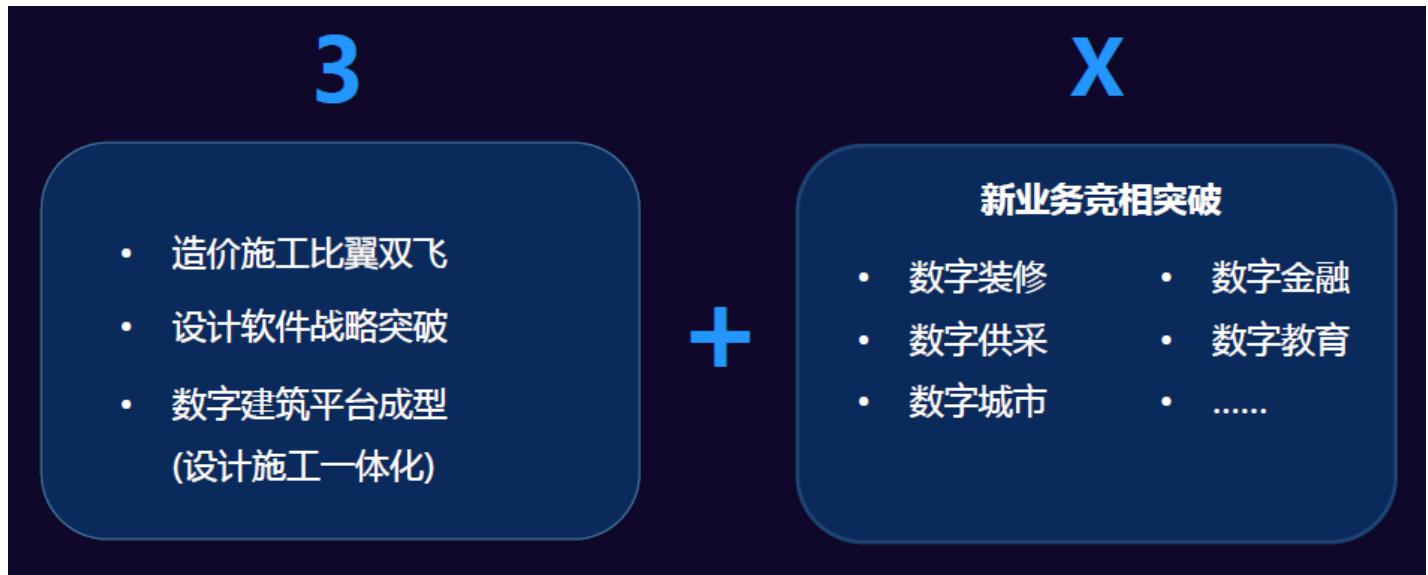 3
• 造价施工比翼双飞
• 设计软件战略突破
• 数字建筑平台成型
(设计施工一体化)
+
X
新业务竞相突破
• 数字装修
• 数字供采
• 数字城市
• 数字金融
• 数字教育
• ......